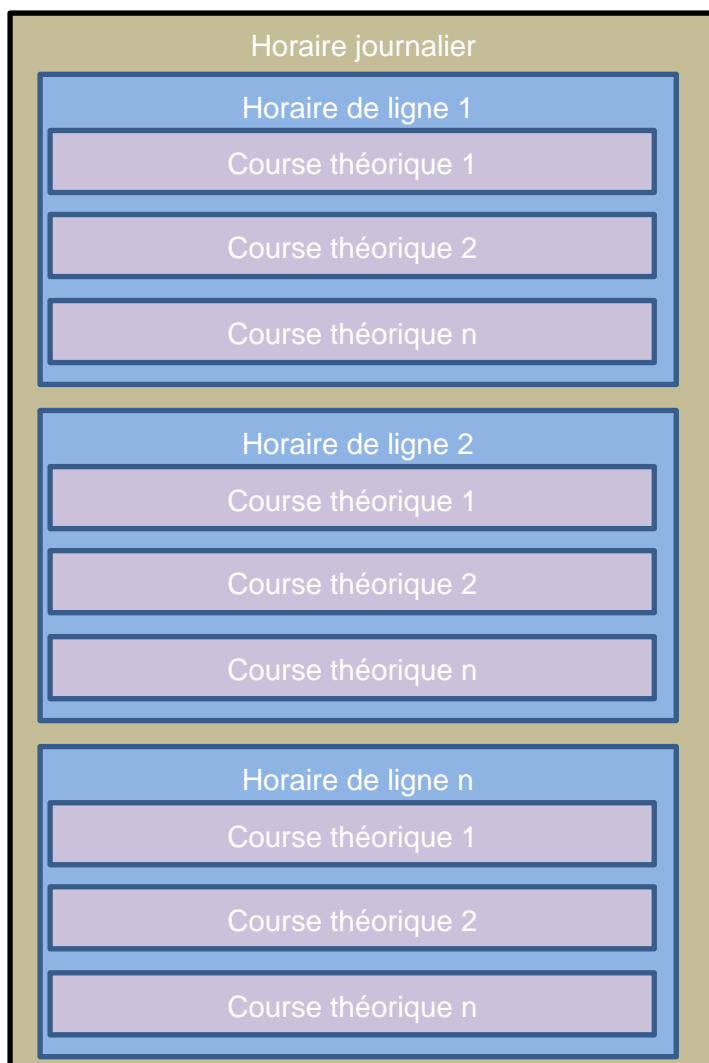 Horaire journalier
Horaire de ligne 1
Course théorique 1
Course théorique 2
Course théorique n
Horaire de ligne 2
Course théorique 1
Course théorique 2
Course théorique n
Horaire de ligne n
Course théorique 1
Course théorique 2
Course théorique n